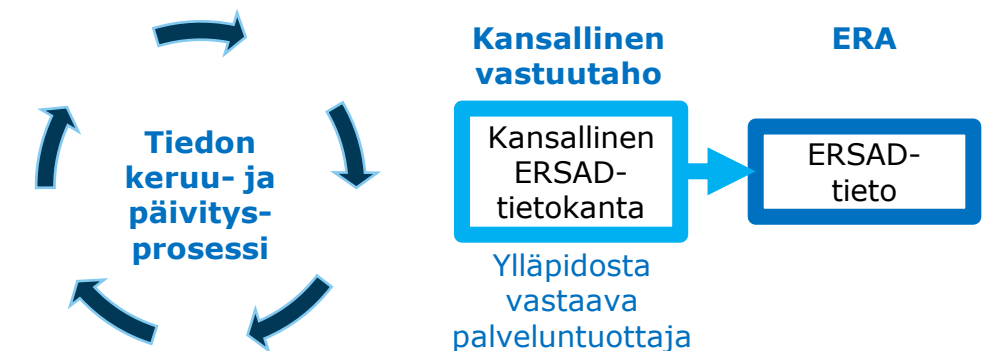 Tiedon
keruu- ja
päivitys-
prosessi
Kansallinen
vastuutaho
Kansallinen
ERSAD-
tietokanta
Ylläpidosta
vastaava
palveluntuottaja
ERA
ERSAD-
tieto